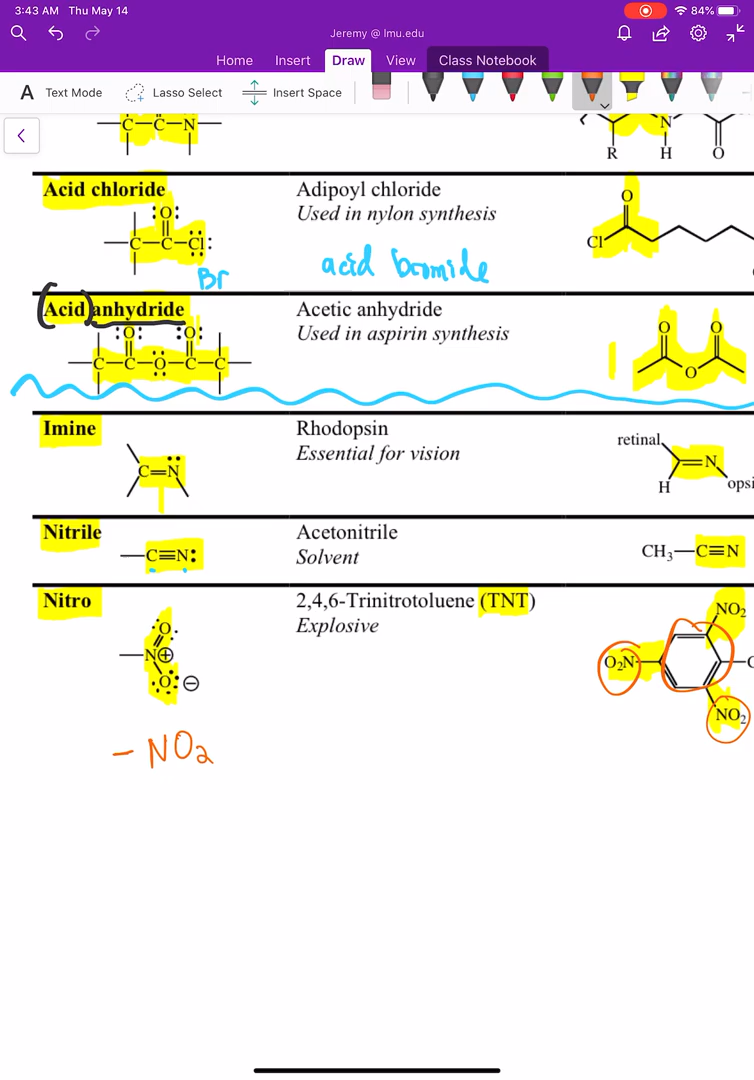 3:43 AM Thu May 14
84%
Jeremy @ lmu.edu
Home Insert Draw View Class Notebook
A Text Mode Lasso Select Insert Space
C C N
N
R H O
Acid chloride
:O:
C C Cl:
Br
Adipoyl chloride
Used in nylon synthesis
acid bromide
O
Cl
(Acid) anhydride
:O: :O:
C C O C C
Acetic anhydride
Used in aspirin synthesis
O O
O
Imine
C=N
Rhodopsin
Essential for vision
retinal
N
H opsi
Nitrile
—C≡N:
Acetonitrile
Solvent
CH3—C≡N
Nitro
O
N⊕
O ⊖
2,4,6-Trinitrotoluene (TNT)
Explosive
NO2
O2N
C
NO2
- NO2